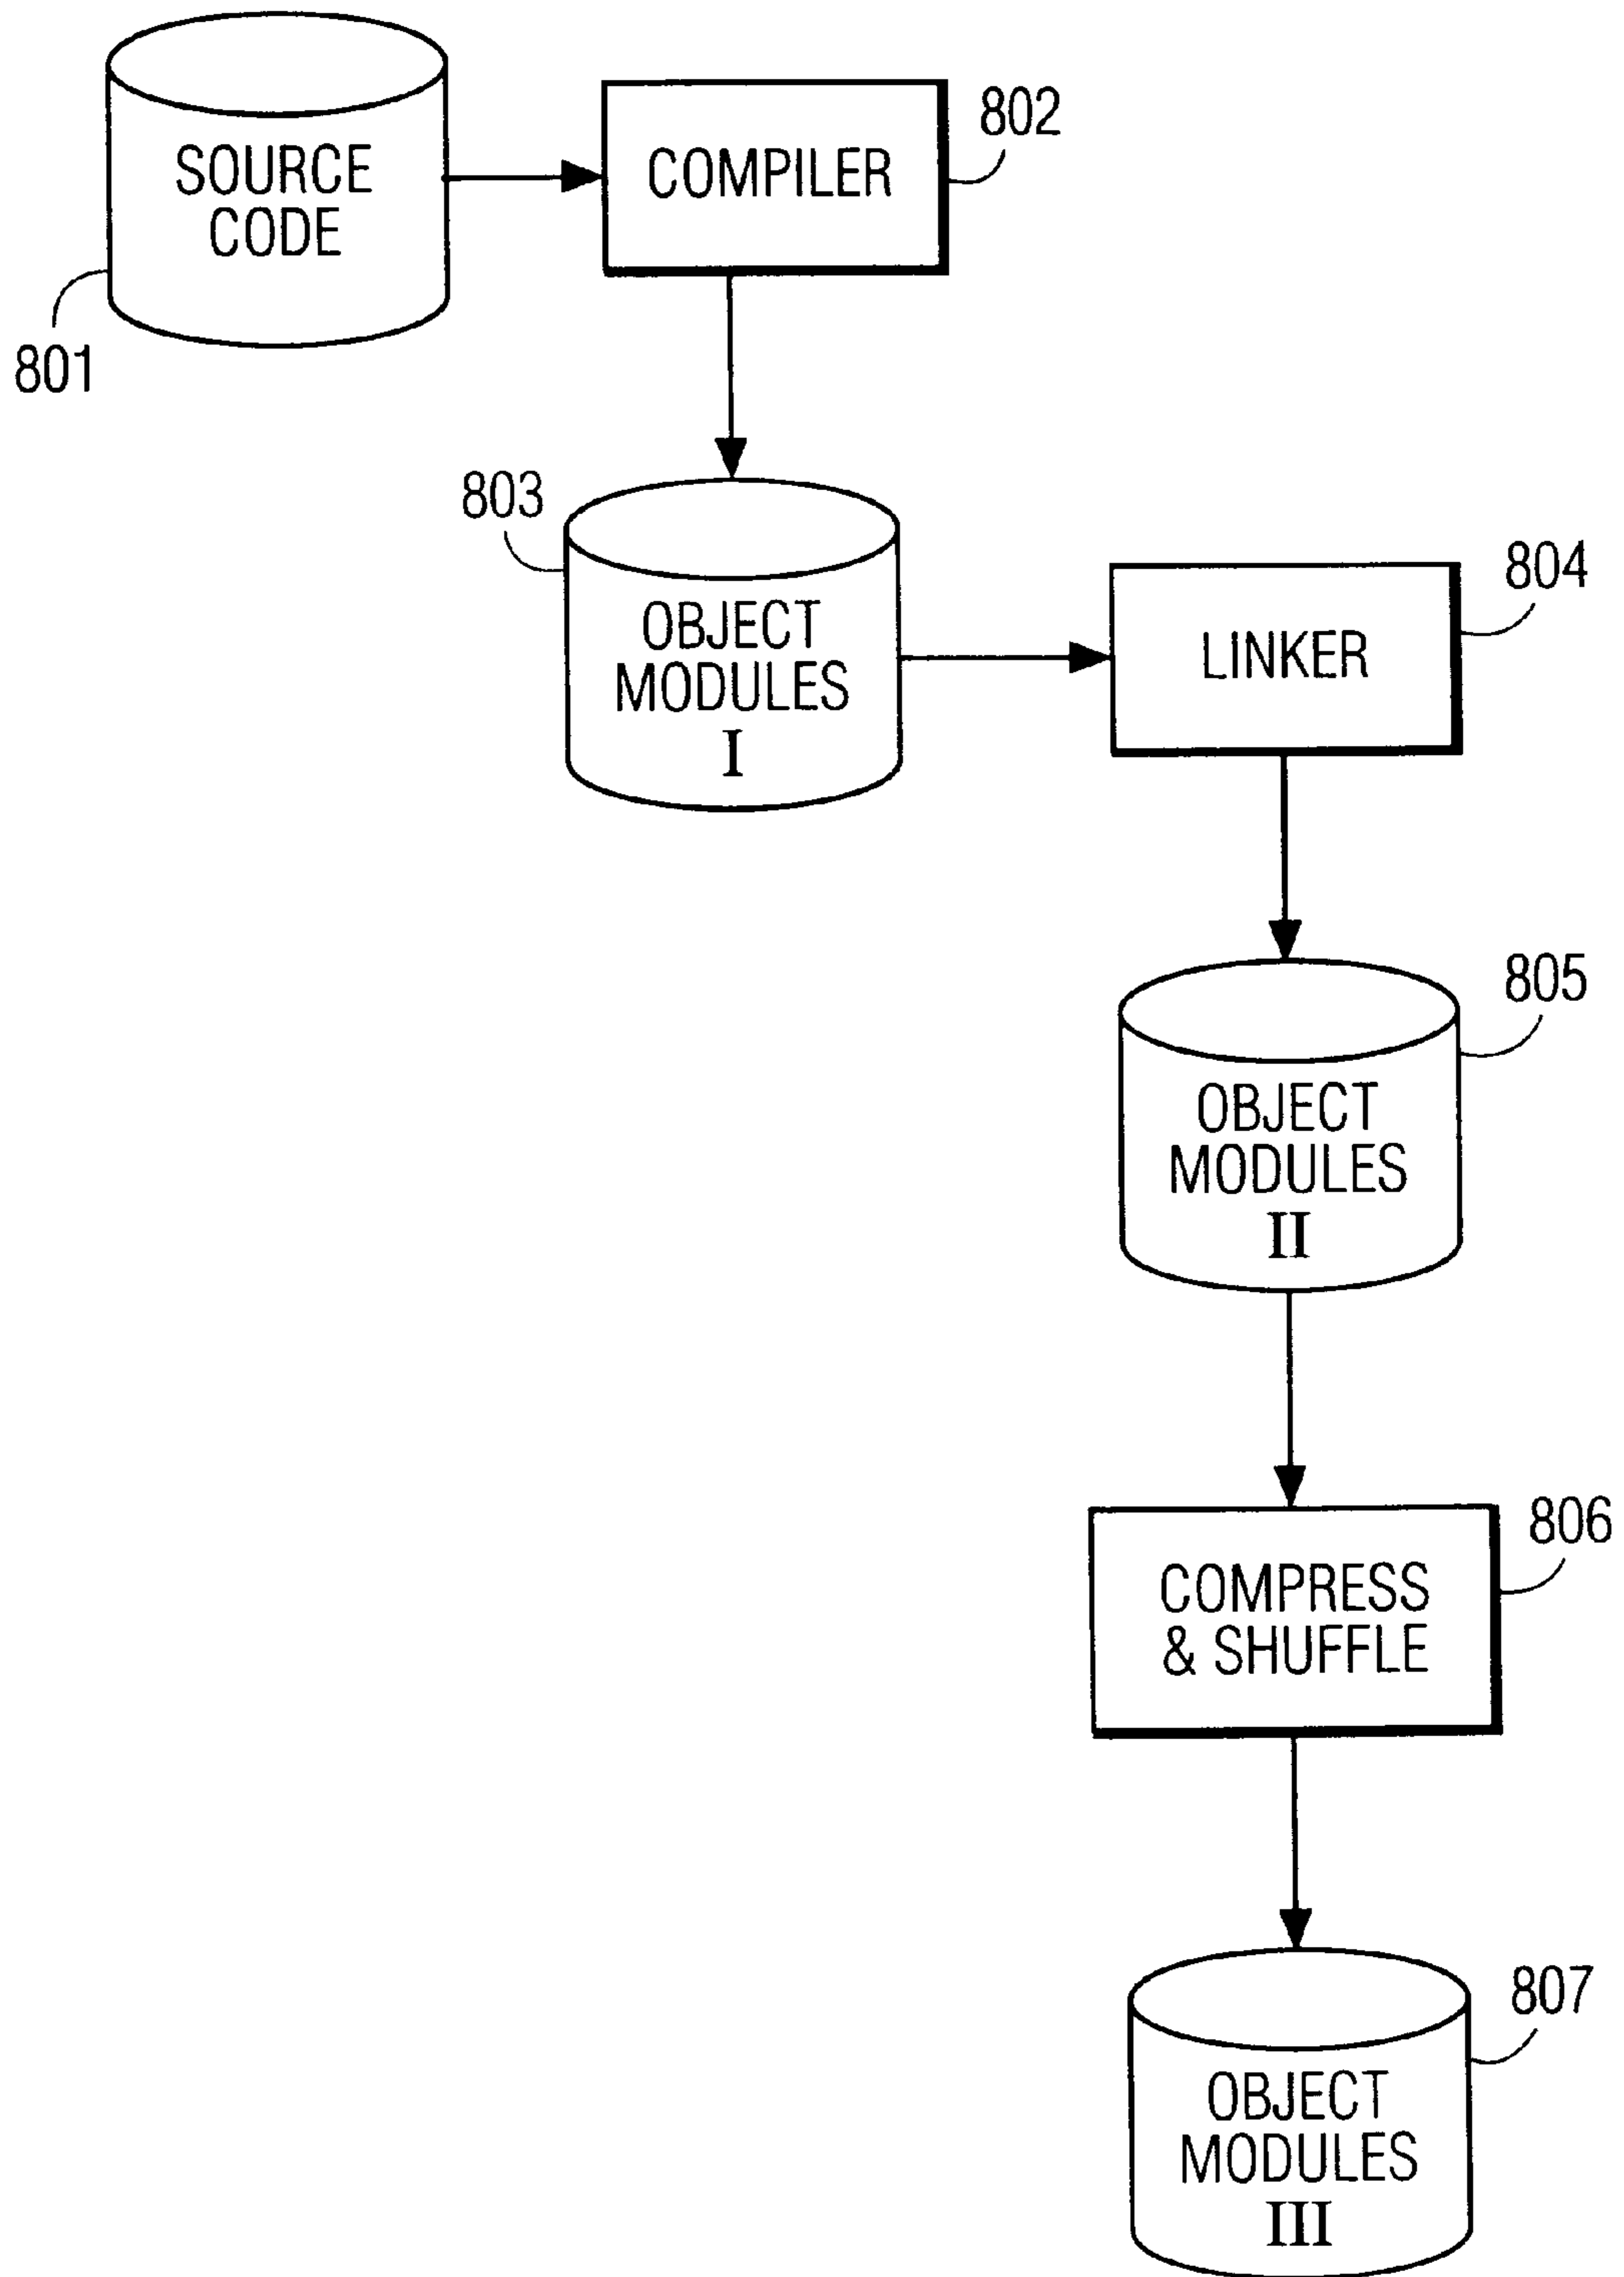 SOURCE
CODE
801
COMPILER
802
803
OBJECT
MODULES
I
LINKER
804
805
OBJECT
MODULES
II
806
COMPRESS
& SHUFFLE
807
OBJECT
MODULES
III